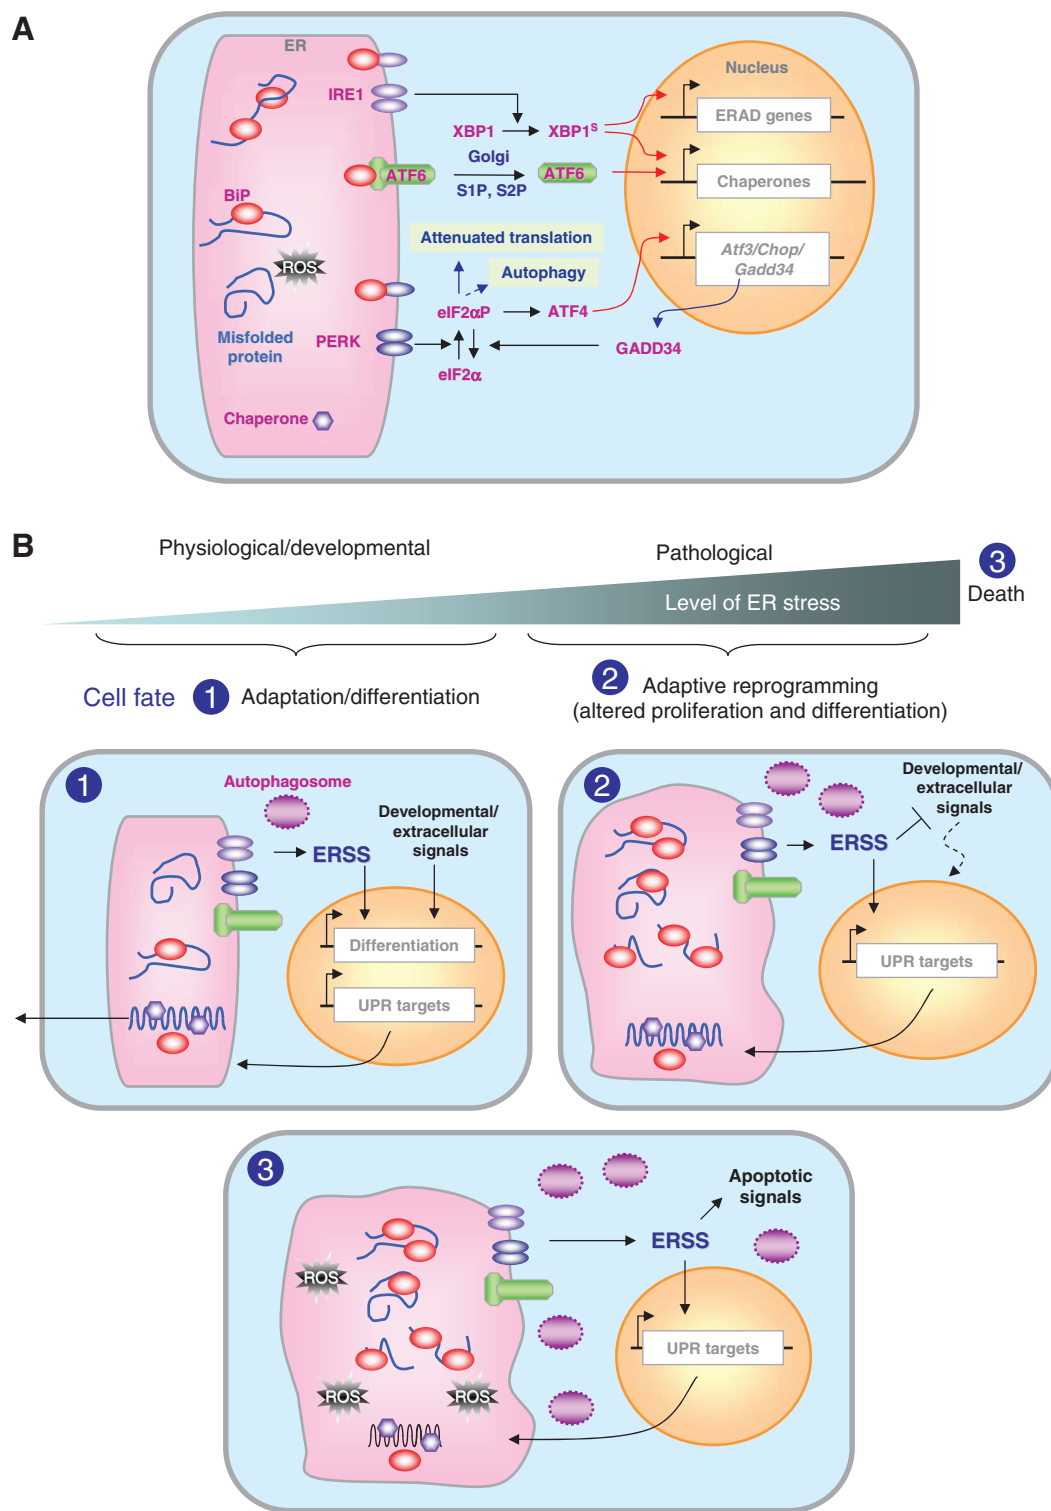 A
ER
Nucleus
IRE1
ERAD genes
XBP1
XBP1S
Golgi
ATF6
ATF6
S1P, S2P
Chaperones
BiP
Attenuated translation
Atf3/Chop/
Gadd34
ROS
Autophagy
eIF2αP
ATF4
Misfolded
protein
PERK
GADD34
eIF2α
Chaperone
B
Physiological/developmental
Pathological
3
Death
Level of ER stress
Cell fate
1
Adaptation/differentiation
2
Adaptive reprogramming
(altered proliferation and differentiation)
1
Autophagosome
Developmental/
extracellular
signals
ERSS
Differentiation
UPR targets
2
Developmental/
extracellular
signals
ERSS
UPR targets
3
Apoptotic
signals
ERSS
ROS
UPR targets
ROS
ROS